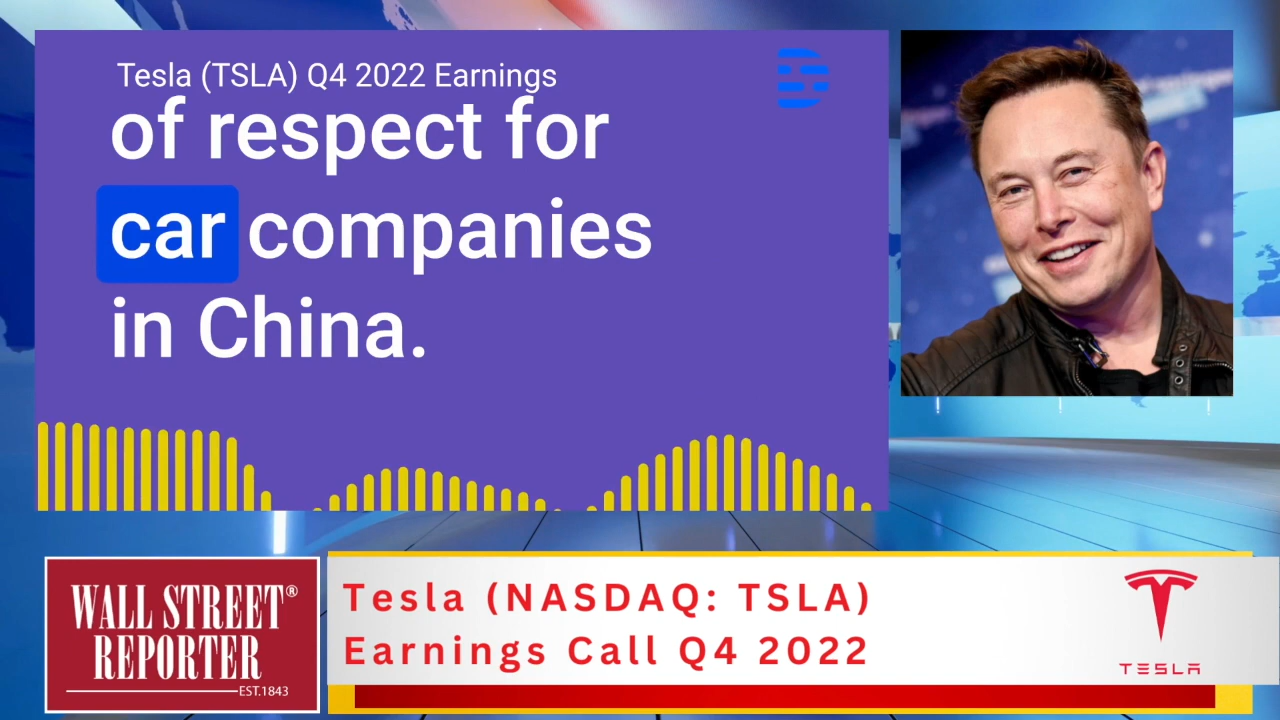 Tesla (TSLA) Q4 2022 Earnings
of respect for
car companies
in China.
WALL STREET®
REPORTER
EST.1843
Tesla (NASDAQ: TSLA)
Earnings Call Q4 2022
TESLA